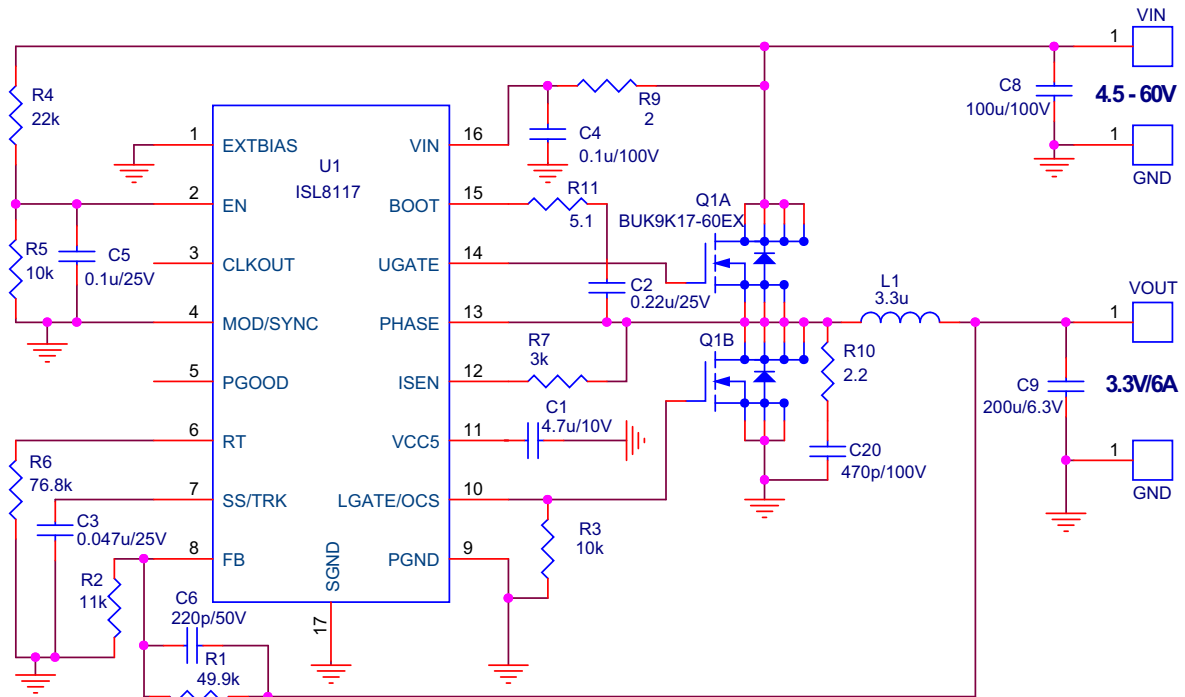 VIN
1
4.5 - 60V
1
GND
C8
100u/100V
R4
22k
R9
2
C4
0.1u/100V
1
EXTBIAS
U1
ISL8117
VIN
16
2
EN
BOOT
15
R11
5.1
Q1A
BUK9K17-60EX
R5
10k
C5
0.1u/25V
3
CLKOUT
UGATE
14
C2
0.22u/25V
L1
3.3u
VOUT
1
4
MOD/SYNC
PHASE
13
R7
3k
Q1B
R10
2.2
5
PGOOD
ISEN
12
C9
200u/6.3V
3.3V/6A
C1
4.7u/10V
6
RT
VCC5
11
1
GND
C20
470p/100V
R6
76.8k
7
SS/TRK
LGATE/OCS
10
C3
0.047u/25V
R3
10k
8
FB
SGND
PGND
9
R2
11k
C6
220p/50V
17
R1
49.9k